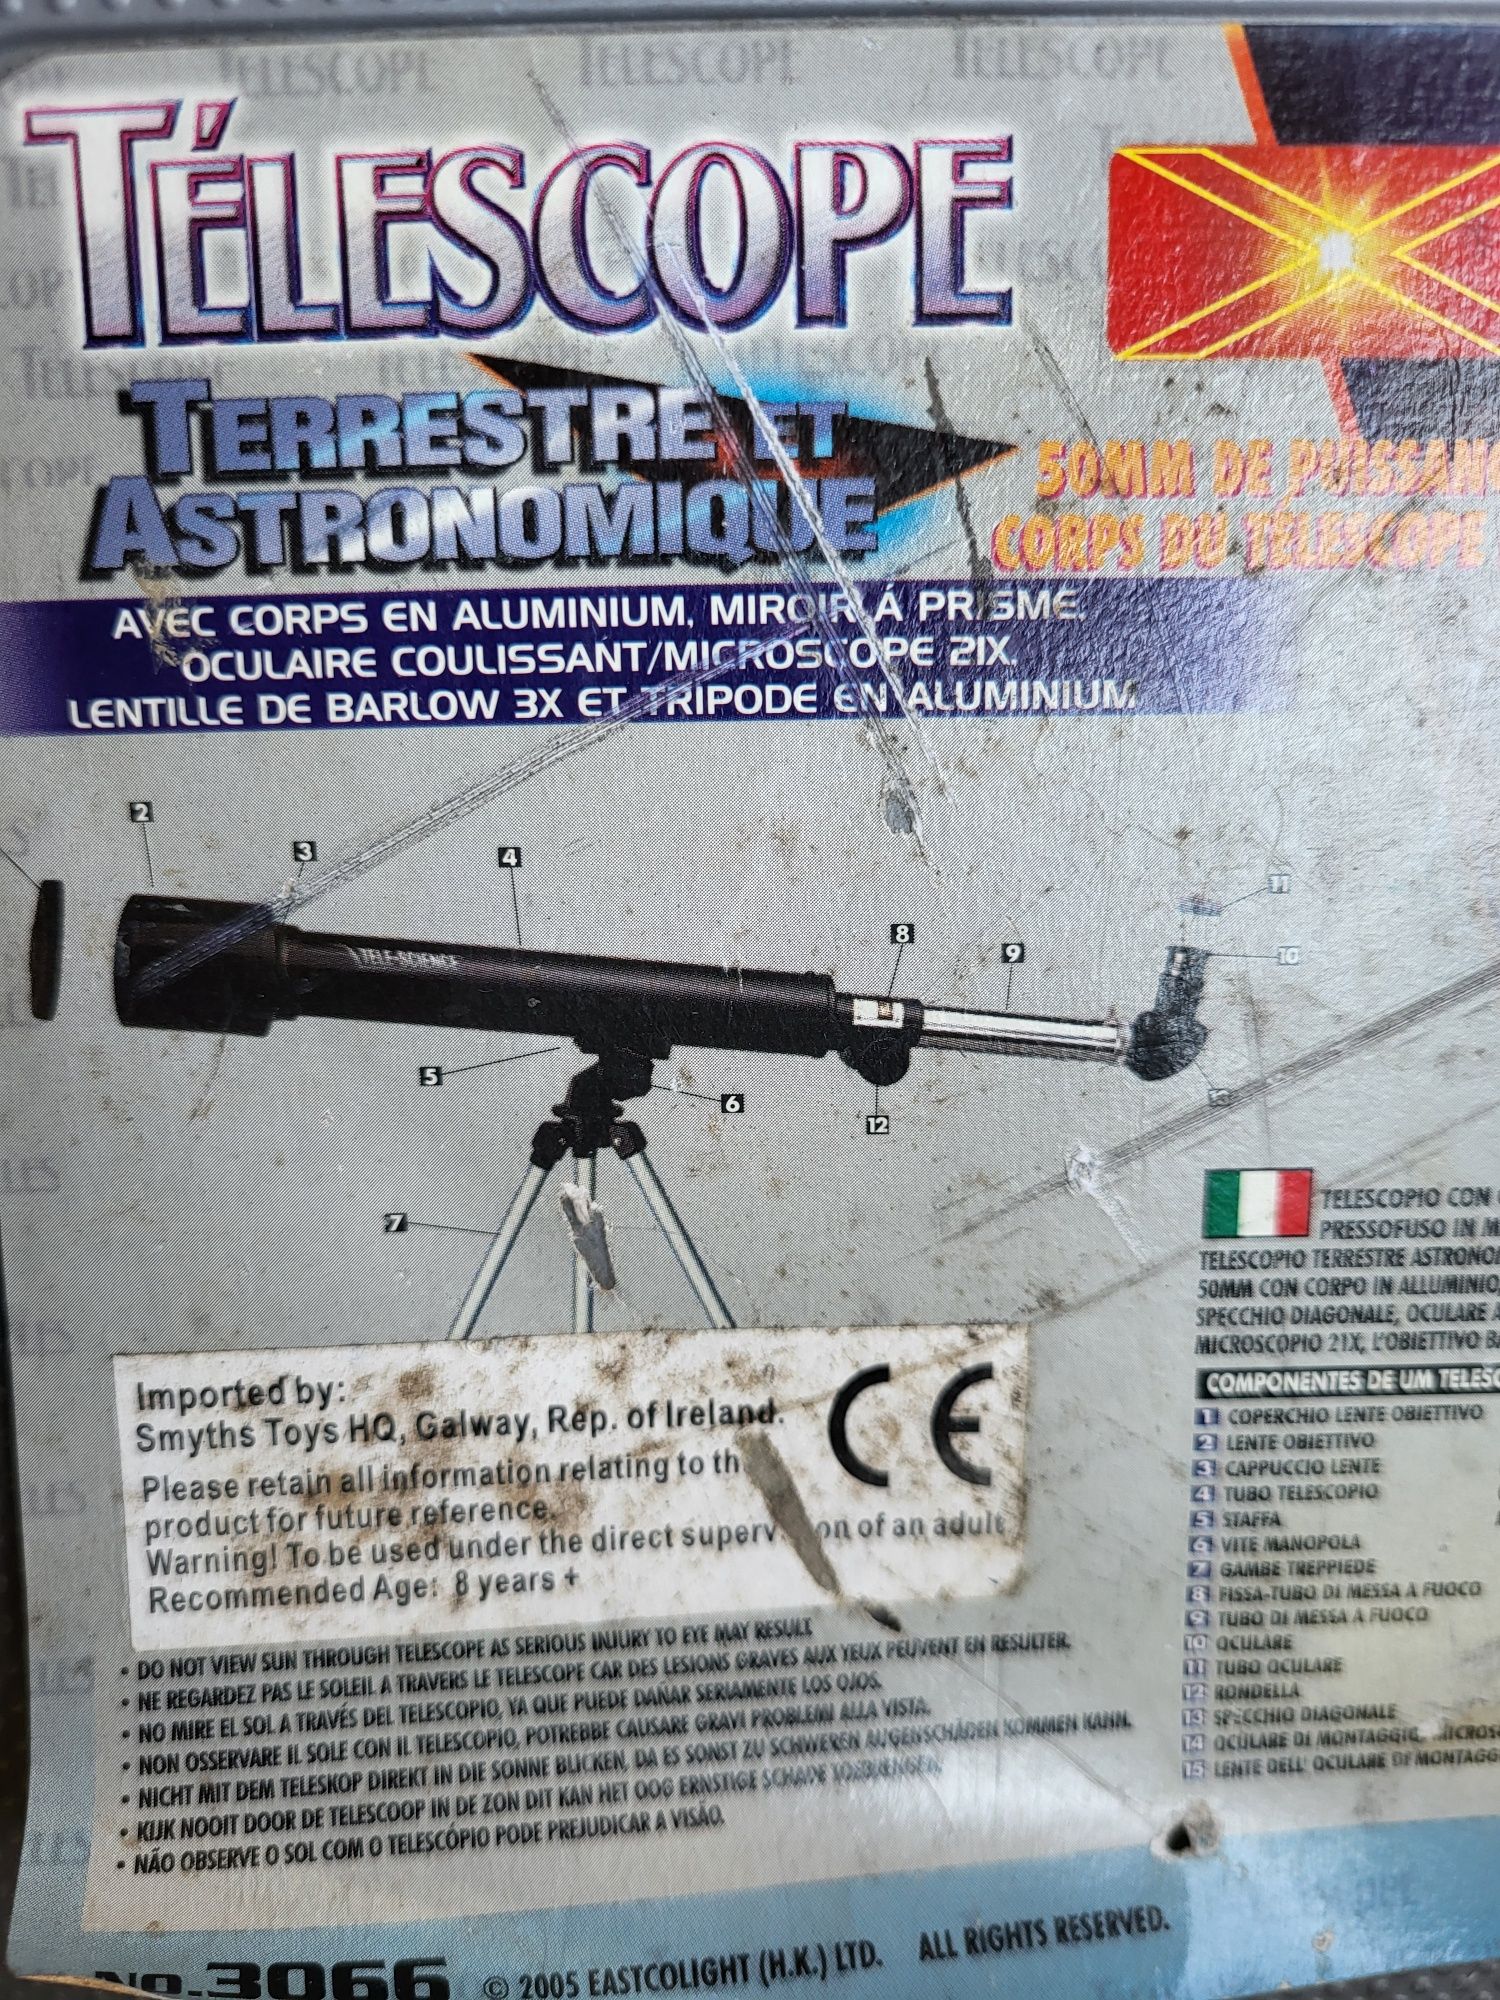 TELESCOPE TELESCOPE TELESCOPE
TÉLESCOPE
TERRESTRE ET
ASTRONOMIQUE
50MM DE
CORPS DU TÉLESCOPE
AVEC CORPS EN ALUMINIUM, MIROIR Á PRISME,
OCULAIRE COULISSANT/MICROSCOPE 21X,
LENTILLE DE BARLOW 3X ET TRIPODE EN ALUMINIUM
2
3
4
8
9
11
10
TELE-SCIENCE
5
6
12
13
7
TELESCOPIO CON
PRESSOFUSO IN
TELESCOPIO TERRESTRE
50MM CON CORPO IN ALLUMINIO,
SPECCHIO DIAGONALE, OCULARE
MICROSCOPIO 21X, L'OBIETTIVO
COMPONENTES DE UM
1 COPERCHIO LENTE OBIETTIVO
2 LENTE OBIETTIVO
3 CAPPUCCIO LENTE
4 TUBO TELESCOPIO
5 STAFFA
6 VITE MANOPOLA
7 GAMBE TREPPIEDE
8 FISSA-TUBO DI MESSA A FUOCO
9 TUBO DI MESSA A FUOCO
10 OCULARE
11 TUBO OCULARE
12 RONDELLA
13 SPECCHIO DIAGONALE
14 OCULARE DI MONTAGGIO,
15 LENTE DELL' OCULARE DI
Imported by:
Smyths Toys HQ, Galway, Rep. of Ireland.
CE
Please retain all information relating to th
product for future reference.
Warning! To be used under the direct supervision of an adult
Recommended Age: 8 years +
• DO NOT VIEW SUN THROUGH TELESCOPE AS SERIOUS INJURY TO EYE MAY RESULT
• NE REGARDEZ PAS LE SOLEIL A TRAVERS LE TELESCOPE CAR DES LESIONS GRAVES AUX YEUX PEUVENT EN RESULTER.
• NO MIRE EL SOL A TRAVÉS DEL TELESCOPIO, YA QUE PUEDE DAÑAR SERIAMENTE LOS OJOS.
• NON OSSERVARE IL SOLE CON IL TELESCOPIO, POTREBBE CAUSARE GRAVI PROBLEMI ALLA VISTA.
• NICHT MIT DEM TELESKOP DIREKT IN DIE SONNE BLICKEN, DA ES SONST ZU SCHWEREN AUGENSCHÄDEN KOMMEN KANN.
• KIJK NOOIT DOOR DE TELESCOOP IN DE ZON DIT KAN HET OOG ERNSTIGE SCHADE TOEBRENGEN.
• NÃO OBSERVE O SOL COM O TELESCÓPIO PODE PREJUDICAR A VISÃO.
NO.3066 © 2005 EASTCOLIGHT (H.K.) LTD. ALL RIGHTS RESERVED.